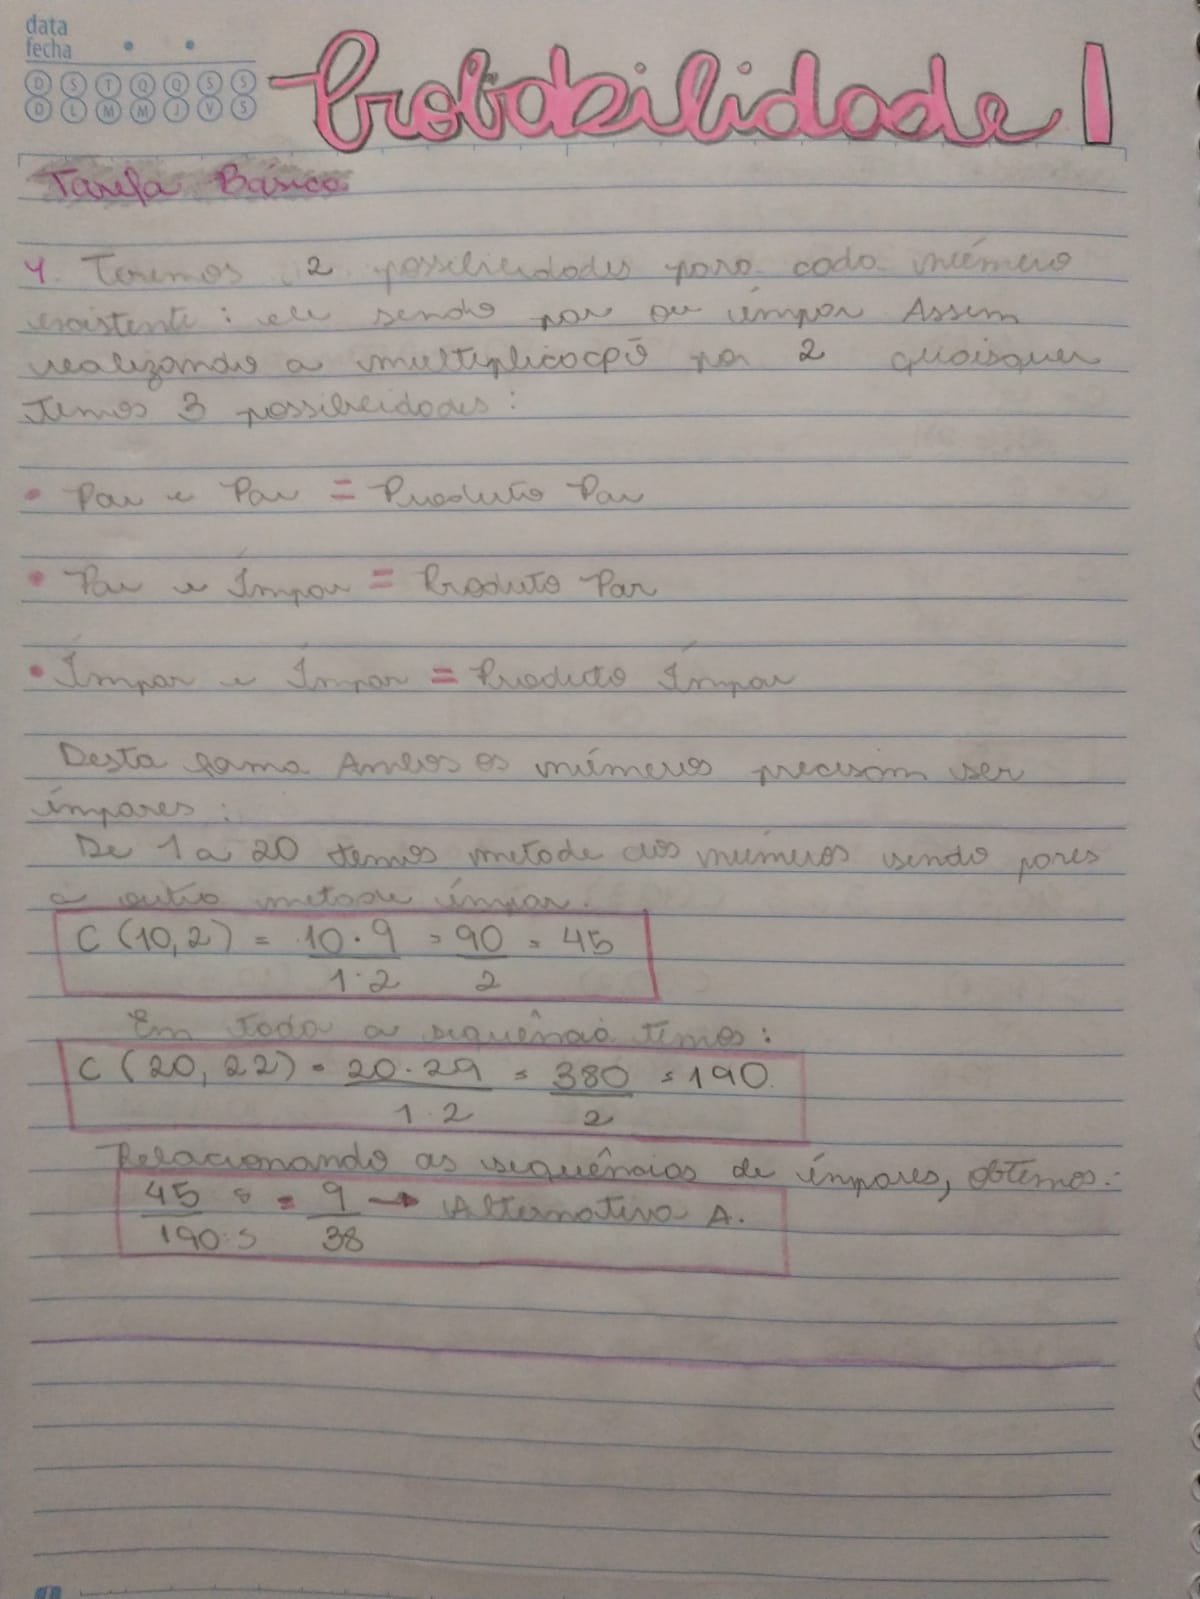 data
fecha
Probabilidade 1
D S T Q Q S S
D L M M J V S
Tarefa Básica
1. Teremos 2 possibilidades para cada número
existente: ele sendo par ou ímpar Assim
realizando a multiplicação por 2 quaisquer
temos 3 possibilidades:
• Par e Par = Produto Par
• Par e Ímpar = Produto Par
• Ímpar e Ímpar = Produto Ímpar
Desta forma Ambos os números precisam ser
ímpares:
De 1 a 20 temos metade dos números sendo pares
a outra metade ímpar.
C (10,2) = 10·9 = 90 = 45
1·2 2
Em toda a sequência temos:
C (20, 22) = 20·29 = 380 = 190.
1·2 2
Relacionando as sequências de ímpares, obtemos:
45 = 9 → Alternativa A.
190:5 38